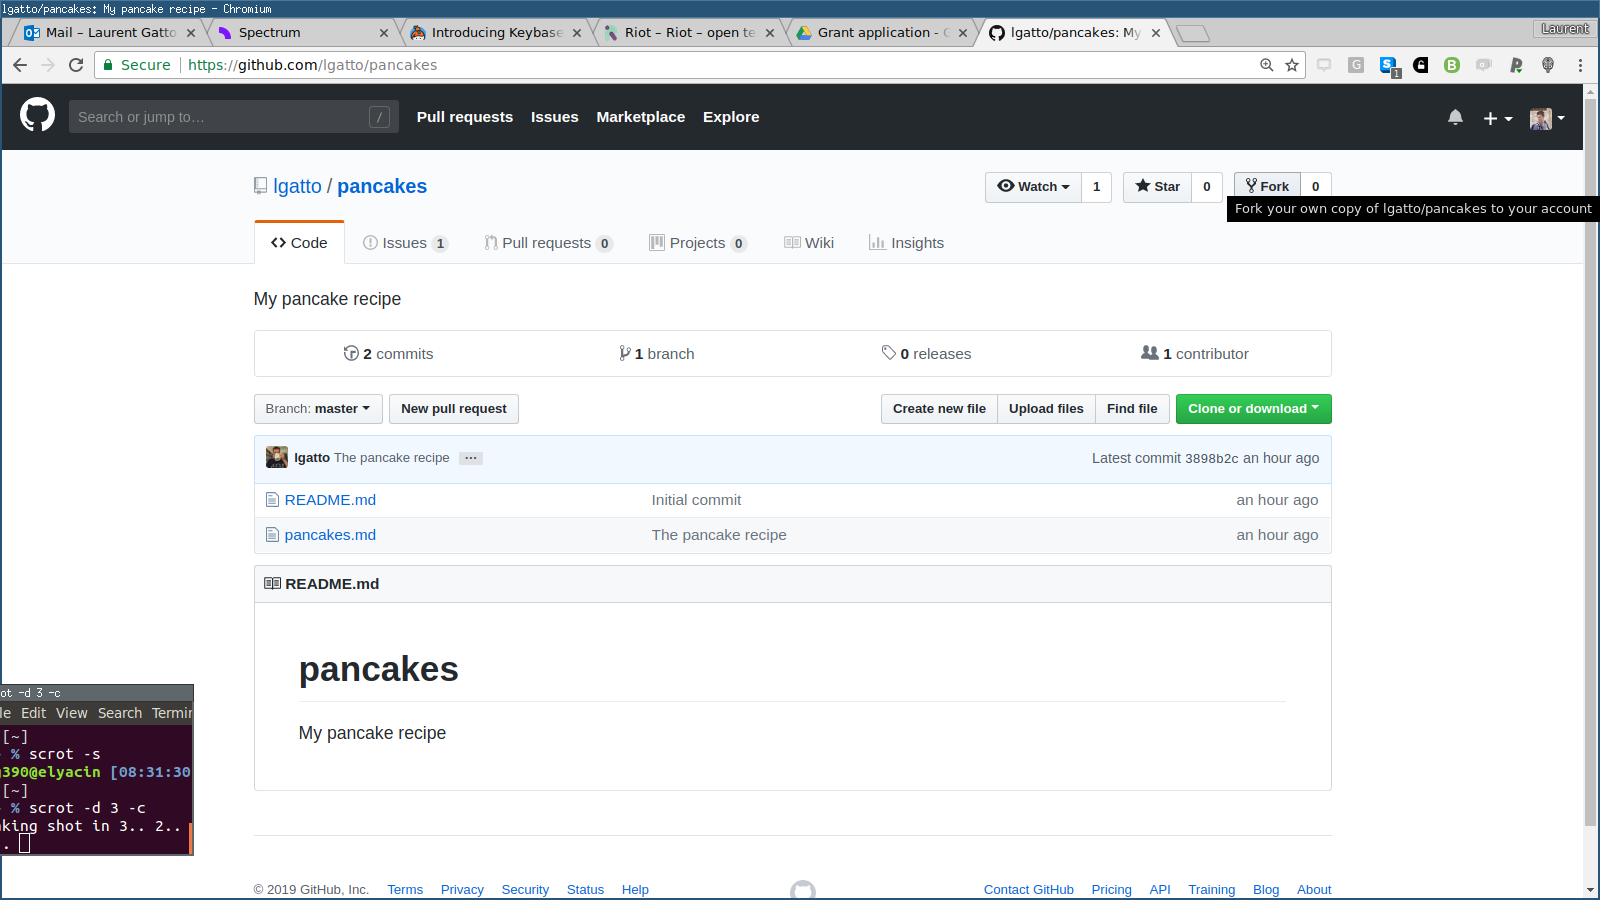 lgatto/pancakes: My pancake recipe - Chromium
Mail – Laurent Gatto
Spectrum
Introducing Keybase
Riot – Riot – open te
Grant application - G
lgatto/pancakes: My
Laurent
Secure https://github.com/lgatto/pancakes
G 1 B
Search or jump to… / Pull requests Issues Marketplace Explore
lgatto / pancakes
Watch 1 Star 0 Fork 0
Fork your own copy of lgatto/pancakes to your account
Code Issues 1 Pull requests 0 Projects 0 Wiki Insights
My pancake recipe
2 commits 1 branch 0 releases 1 contributor
Branch: master New pull request Create new file Upload files Find file Clone or download
lgatto The pancake recipe … Latest commit 3898b2c an hour ago
README.md Initial commit an hour ago
pancakes.md The pancake recipe an hour ago
README.md
pancakes
My pancake recipe
ot -d 3 -c
le Edit View Search Termin
[~]
% scrot -s
390@elyacin [08:31:30
[~]
% scrot -d 3 -c
king shot in 3.. 2..
.
© 2019 GitHub, Inc. Terms Privacy Security Status Help Contact GitHub Pricing API Training Blog About